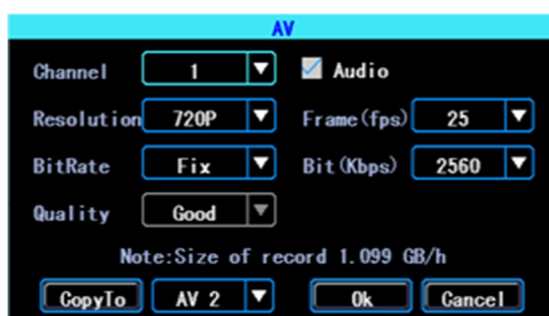 AV
Channel 1 Audio
Resolution 720P Frame(fps) 25
BitRate Fix Bit(Kbps) 2560
Quality Good
Note:Size of record 1.099 GB/h
CopyTo AV 2 Ok Cancel